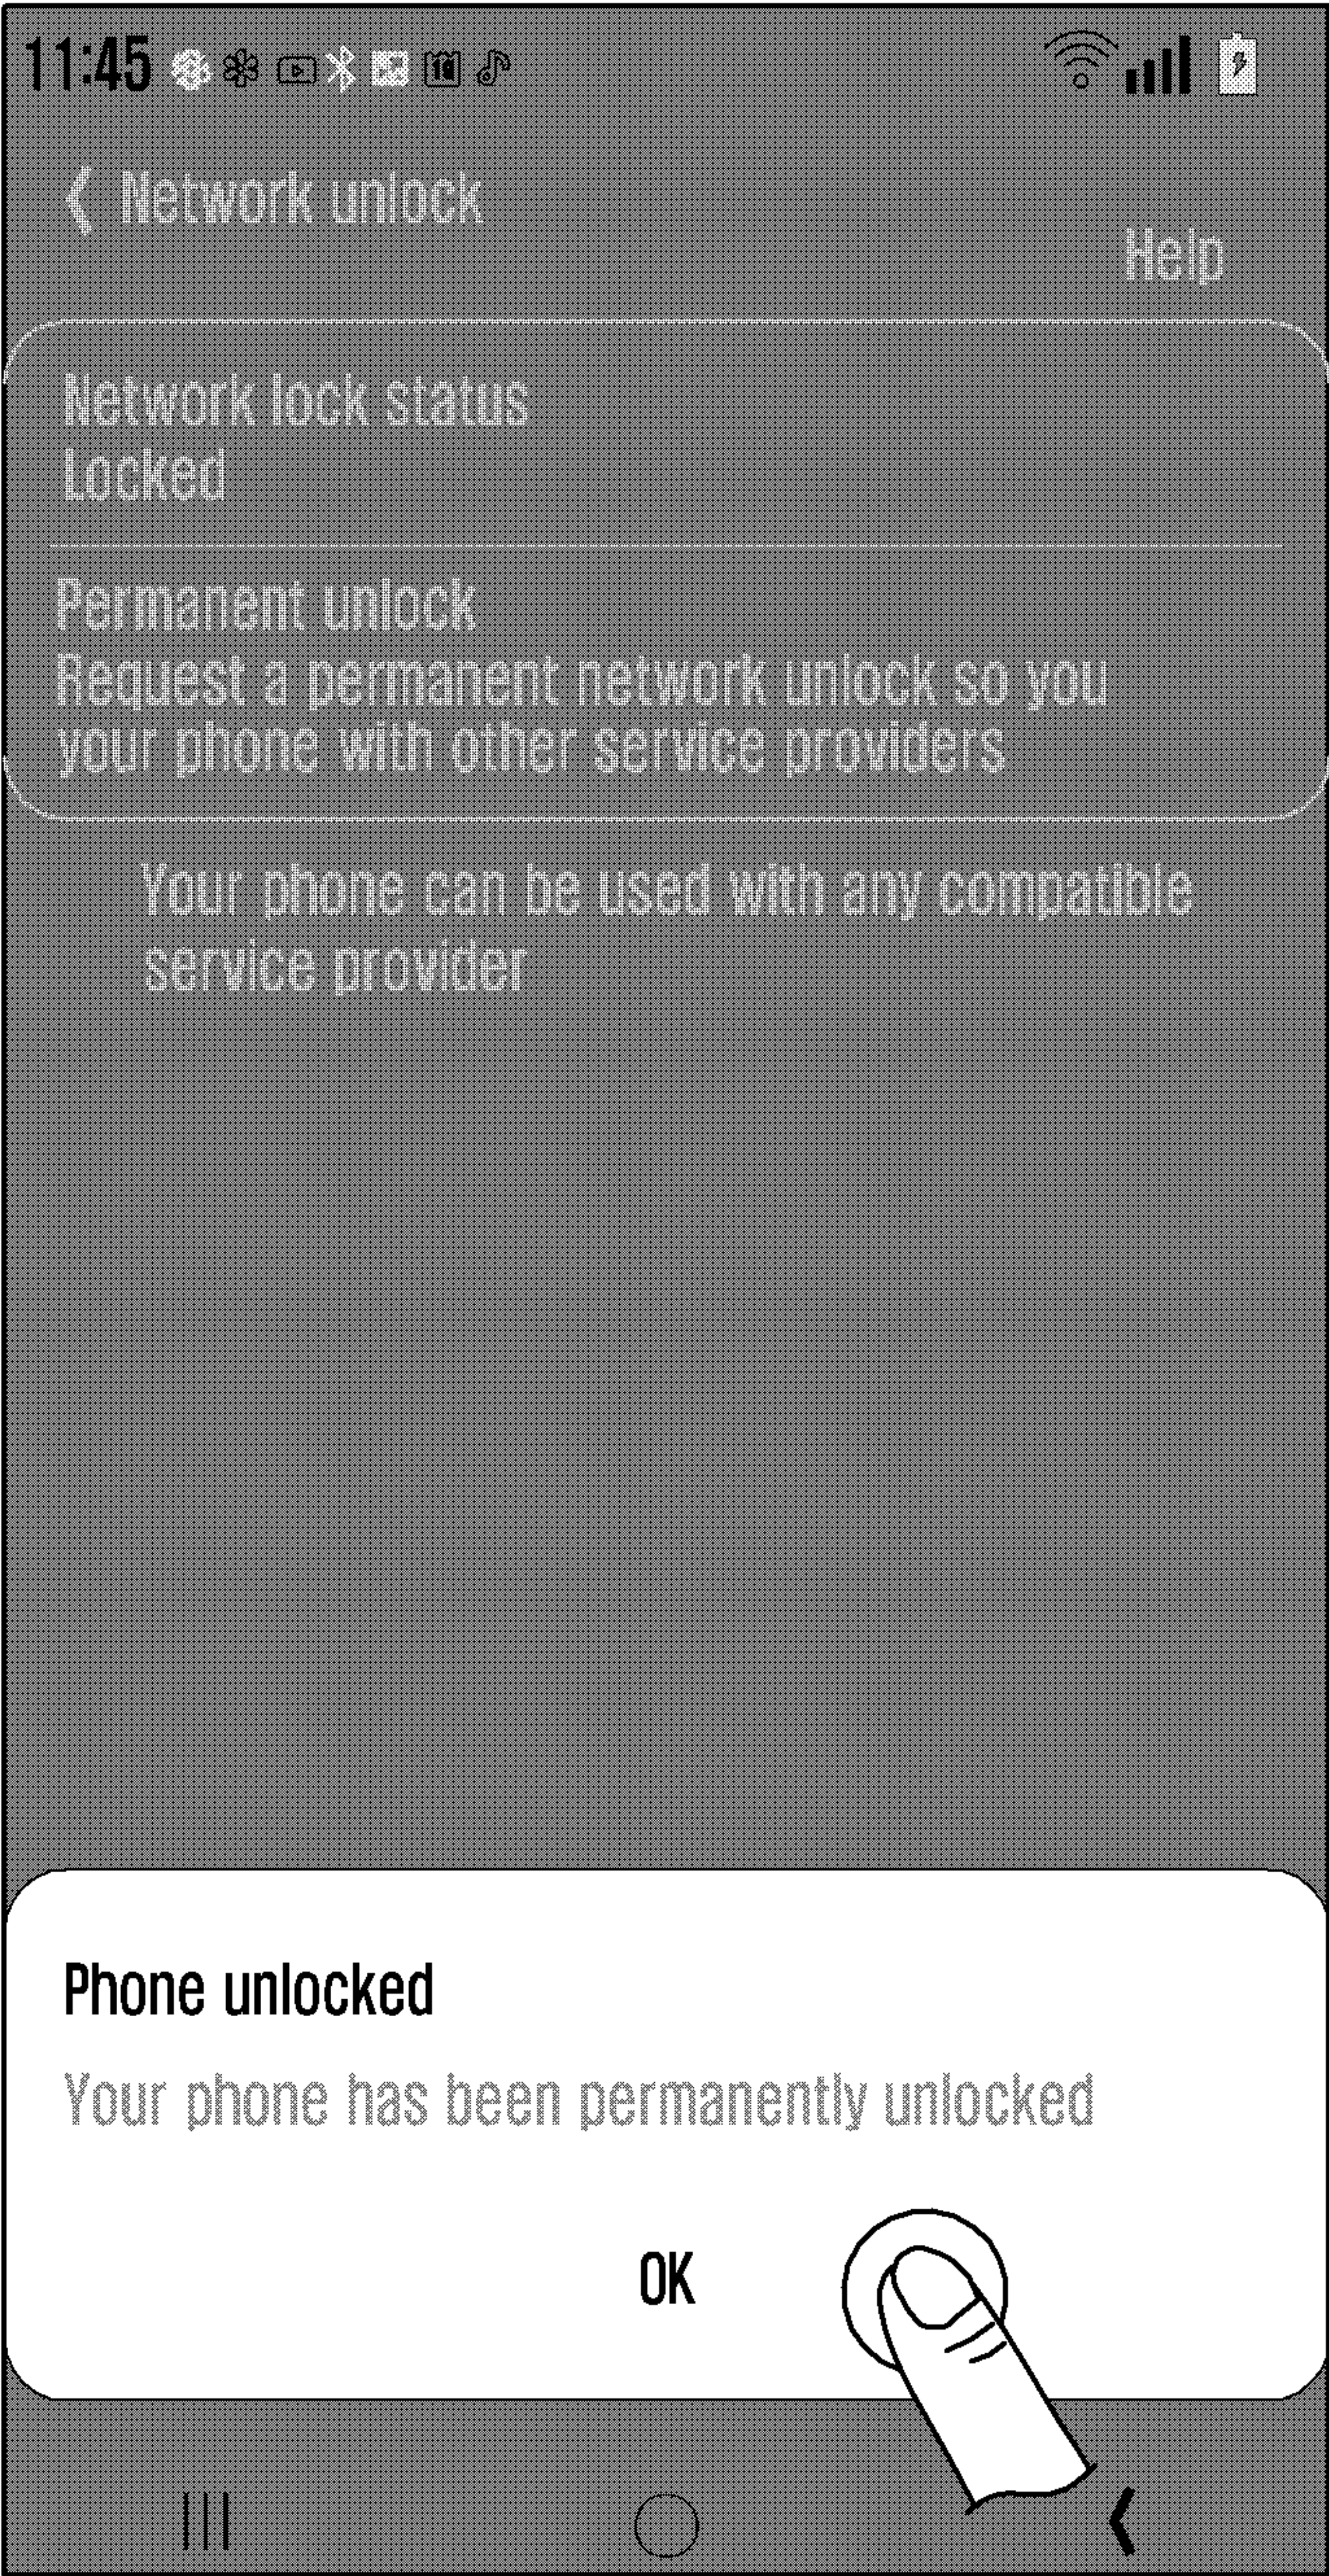 11:45
Network unlock
Help
Network lock status
Locked
Permanent unlock
Request a permanent network unlock so you
your phone with other service providers
Your phone can be used with any compatible
service provider
Phone unlocked
Your phone has been permanently unlocked
OK